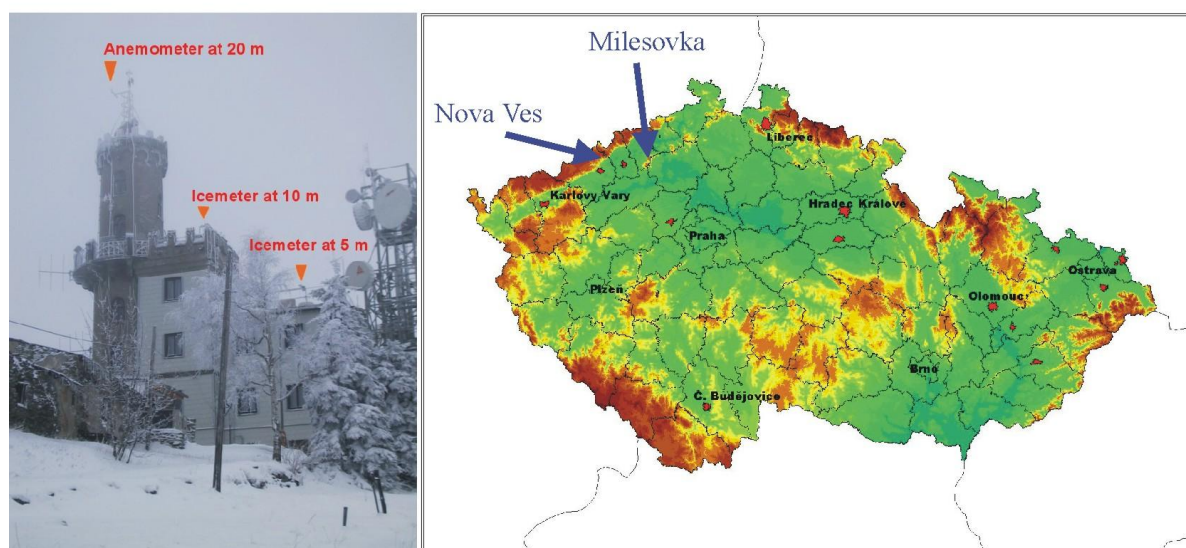 Anemometer at 20 m
Icemeter at 10 m
Icemeter at 5 m
Milesovka
Nova Ves
Liberec
Karlovy Vary
Hradec Králové
Praha
Ostrava
Plzeň
Olomouc
Brno
Č. Budějovice